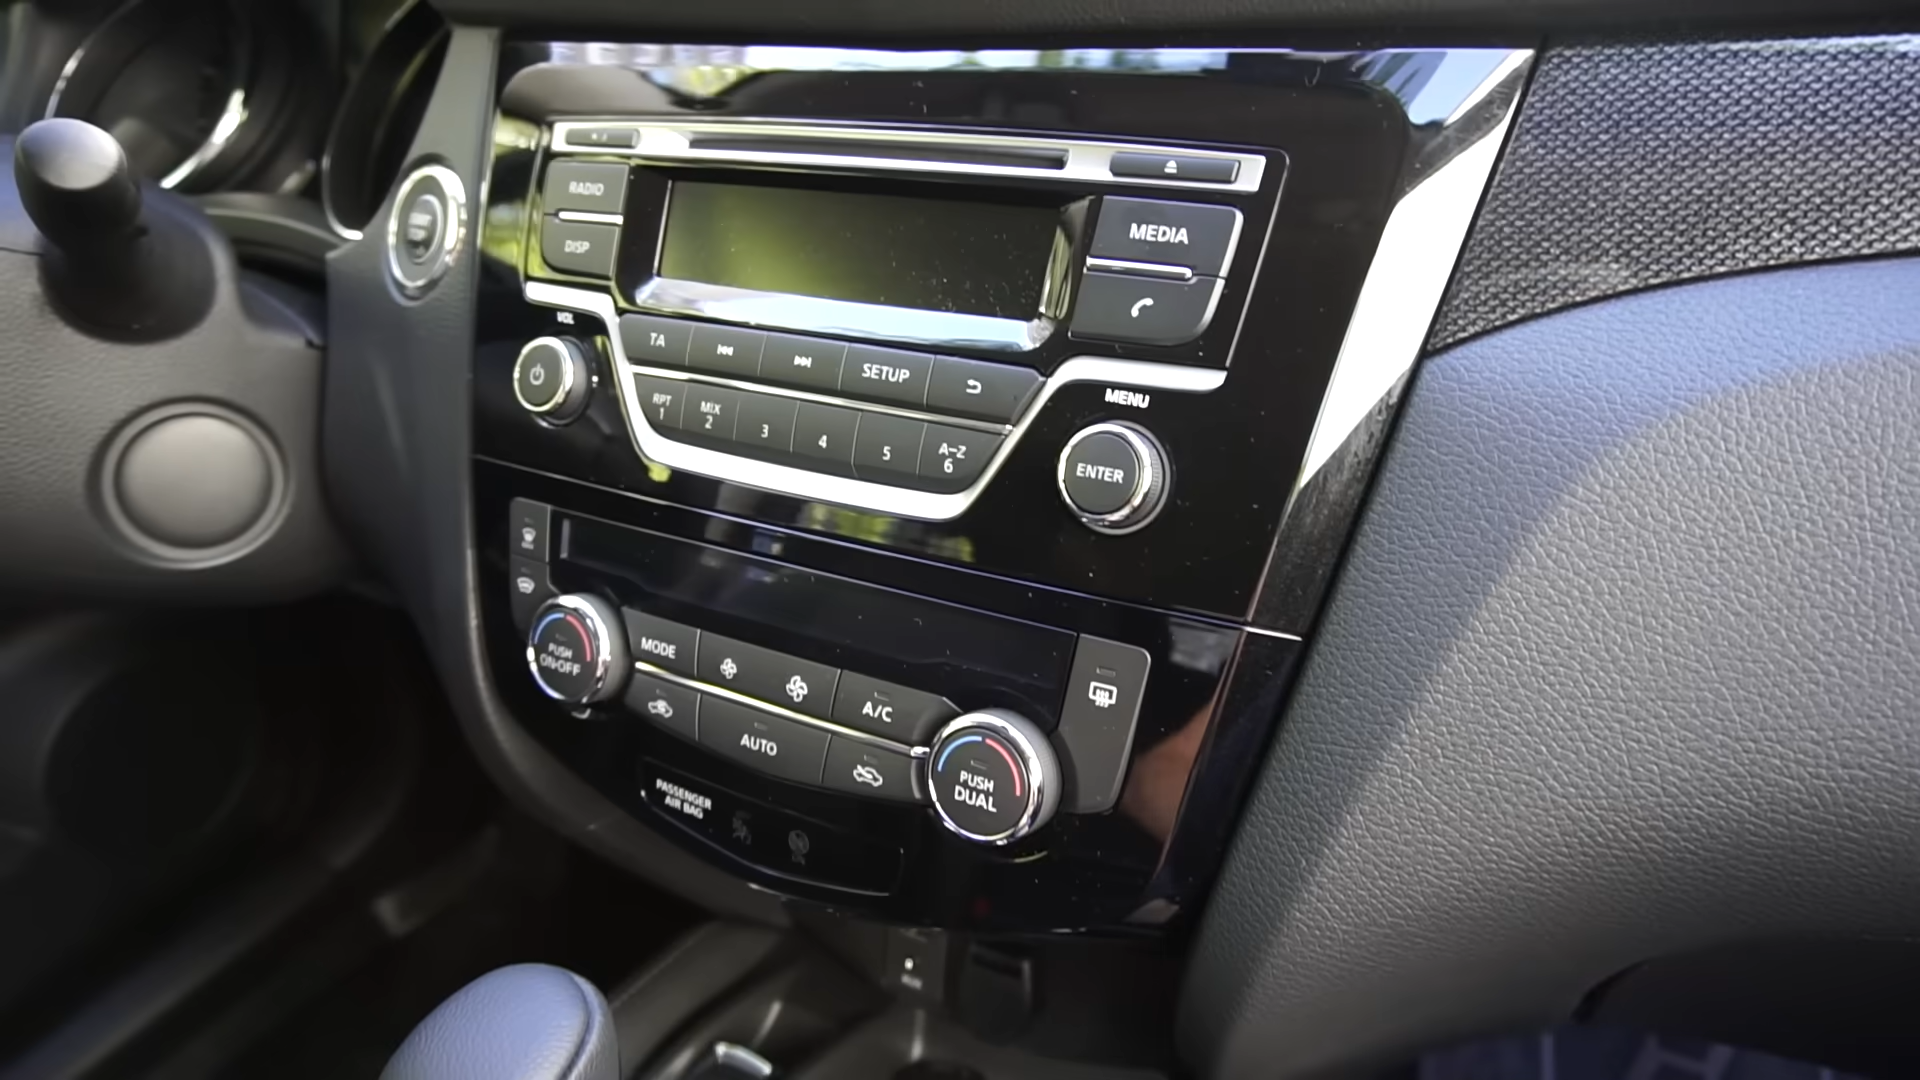 RADIO
MEDIA
DISP
VOL
TA
SETUP
MENU
RPT
1
MIX
2
3
4
5
A-Z
6
ENTER
PUSH
ON·OFF
MODE
A/C
AUTO
PUSH
DUAL
PASSENGER
AIR BAG